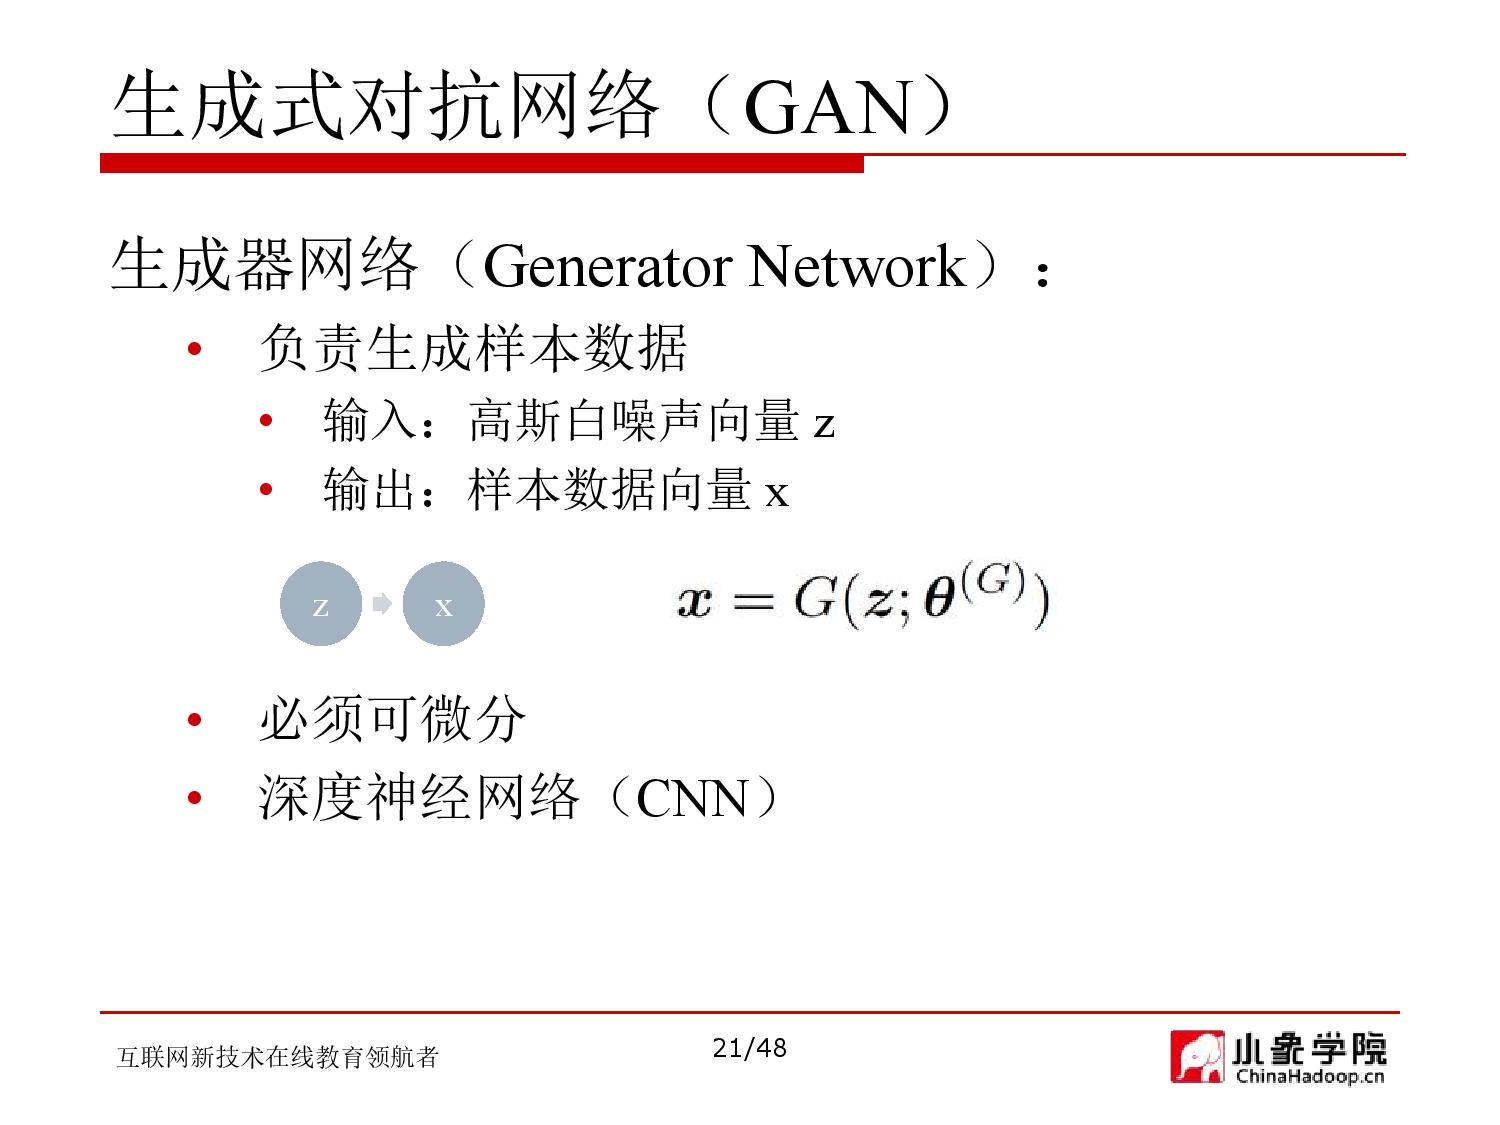 生成式对抗网络（GAN）
生成器网络（Generator Network）：
• 负责生成样本数据
• 输入：高斯白噪声向量 z
• 输出：样本数据向量 x
z x
x = G(z; θ^(G))
• 必须可微分
• 深度神经网络（CNN）
互联网新技术在线教育领航者
21/48
小象学院
ChinaHadoop.cn